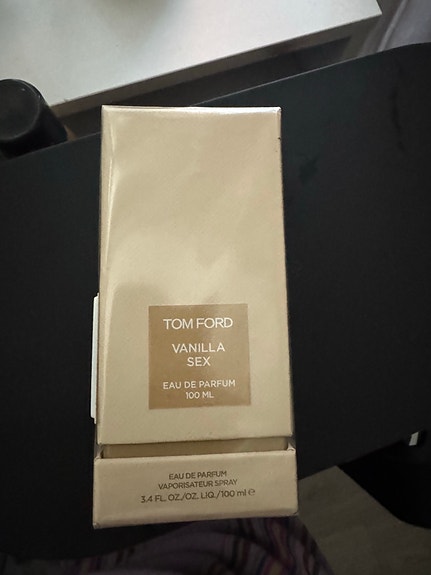 TOM FORD
VANILLA
SEX
EAU DE PARFUM
100 ML
EAU DE PARFUM
VAPORISATEUR SPRAY
3.4 FL. OZ./OZ. LIQ./100 ml ℮